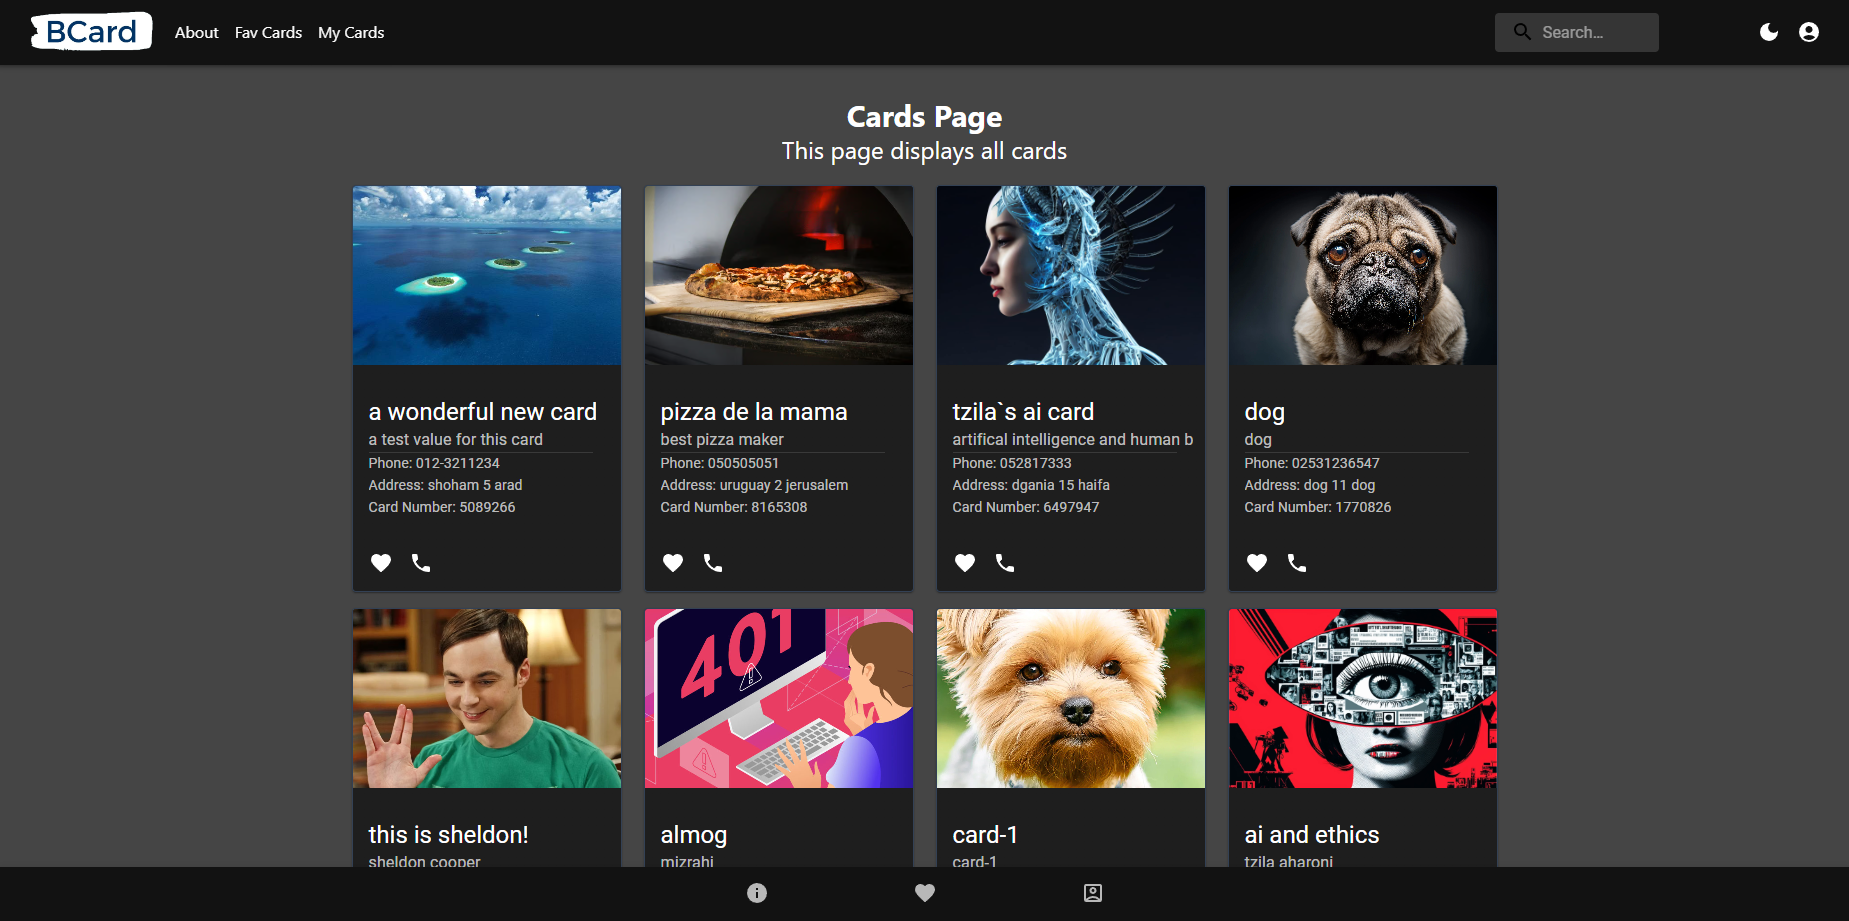 BCard
About Fav Cards My Cards
Search...
Cards Page
This page displays all cards
a wonderful new card
a test value for this card
Phone: 012-3211234
Address: shoham 5 arad
Card Number: 5089266
pizza de la mama
best pizza maker
Phone: 050505051
Address: uruguay 2 jerusalem
Card Number: 8165308
tzila`s ai card
artifical intelligence and human b
Phone: 052817333
Address: dgania 15 haifa
Card Number: 6497947
dog
dog
Phone: 02531236547
Address: dog 11 dog
Card Number: 1770826
this is sheldon!
sheldon cooper
401
almog
mizrahi
card-1
card-1
ai and ethics
tzila aharoni